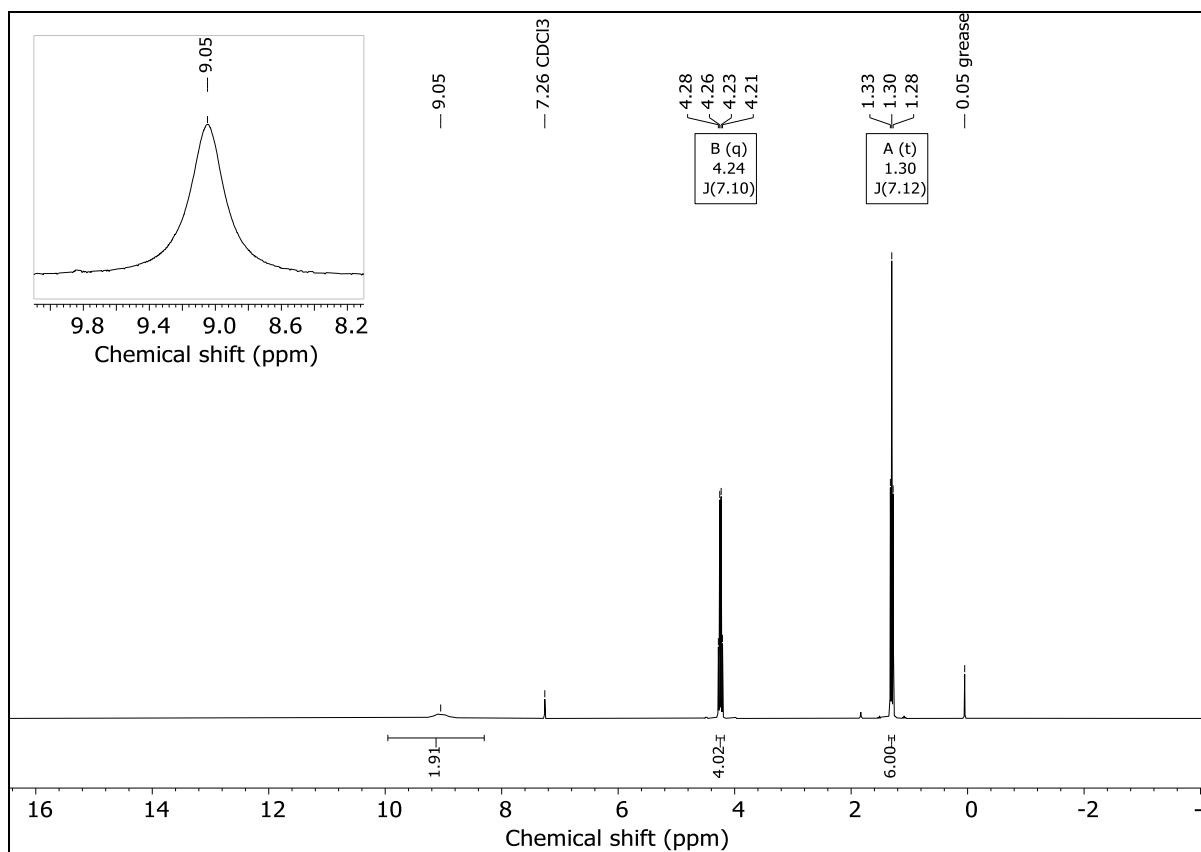 9.05
9.8 9.4 9.0 8.6 8.2
Chemical shift (ppm)
9.05
7.26 CDCl3
4.28
4.26
4.23
4.21
1.33
1.30
1.28
0.05 grease
B (q)
4.24
J(7.10)
A (t)
1.30
J(7.12)
1.91
4.02
6.00
16 14 12 10 8 6 4 2 0 -2
Chemical shift (ppm)